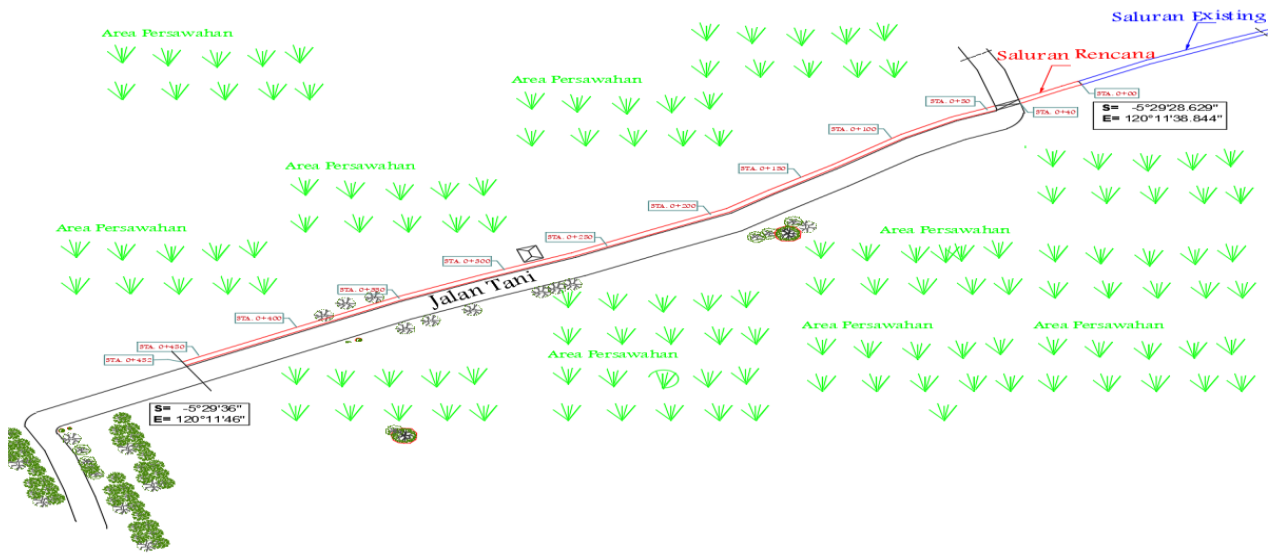 Saluran Existing
Area Persawahan
Saluran Rencana
Area Persawahan
STA. 0+00
STA. 0+50
STA. 0+40
S= -5°29'28.629"
E= 120°11'38.844"
STA. 0+100
Area Persawahan
STA. 0+150
STA. 0+200
Area Persawahan
Area Persawahan
STA. 0+250
STA. 0+300
Jalan Tani
STA. 0+350
STA. 0+400
Area Persawahan
Area Persawahan
STA. 0+450
Area Persawahan
STA. 0+452
S= -5°29'36"
E= 120°11'46"